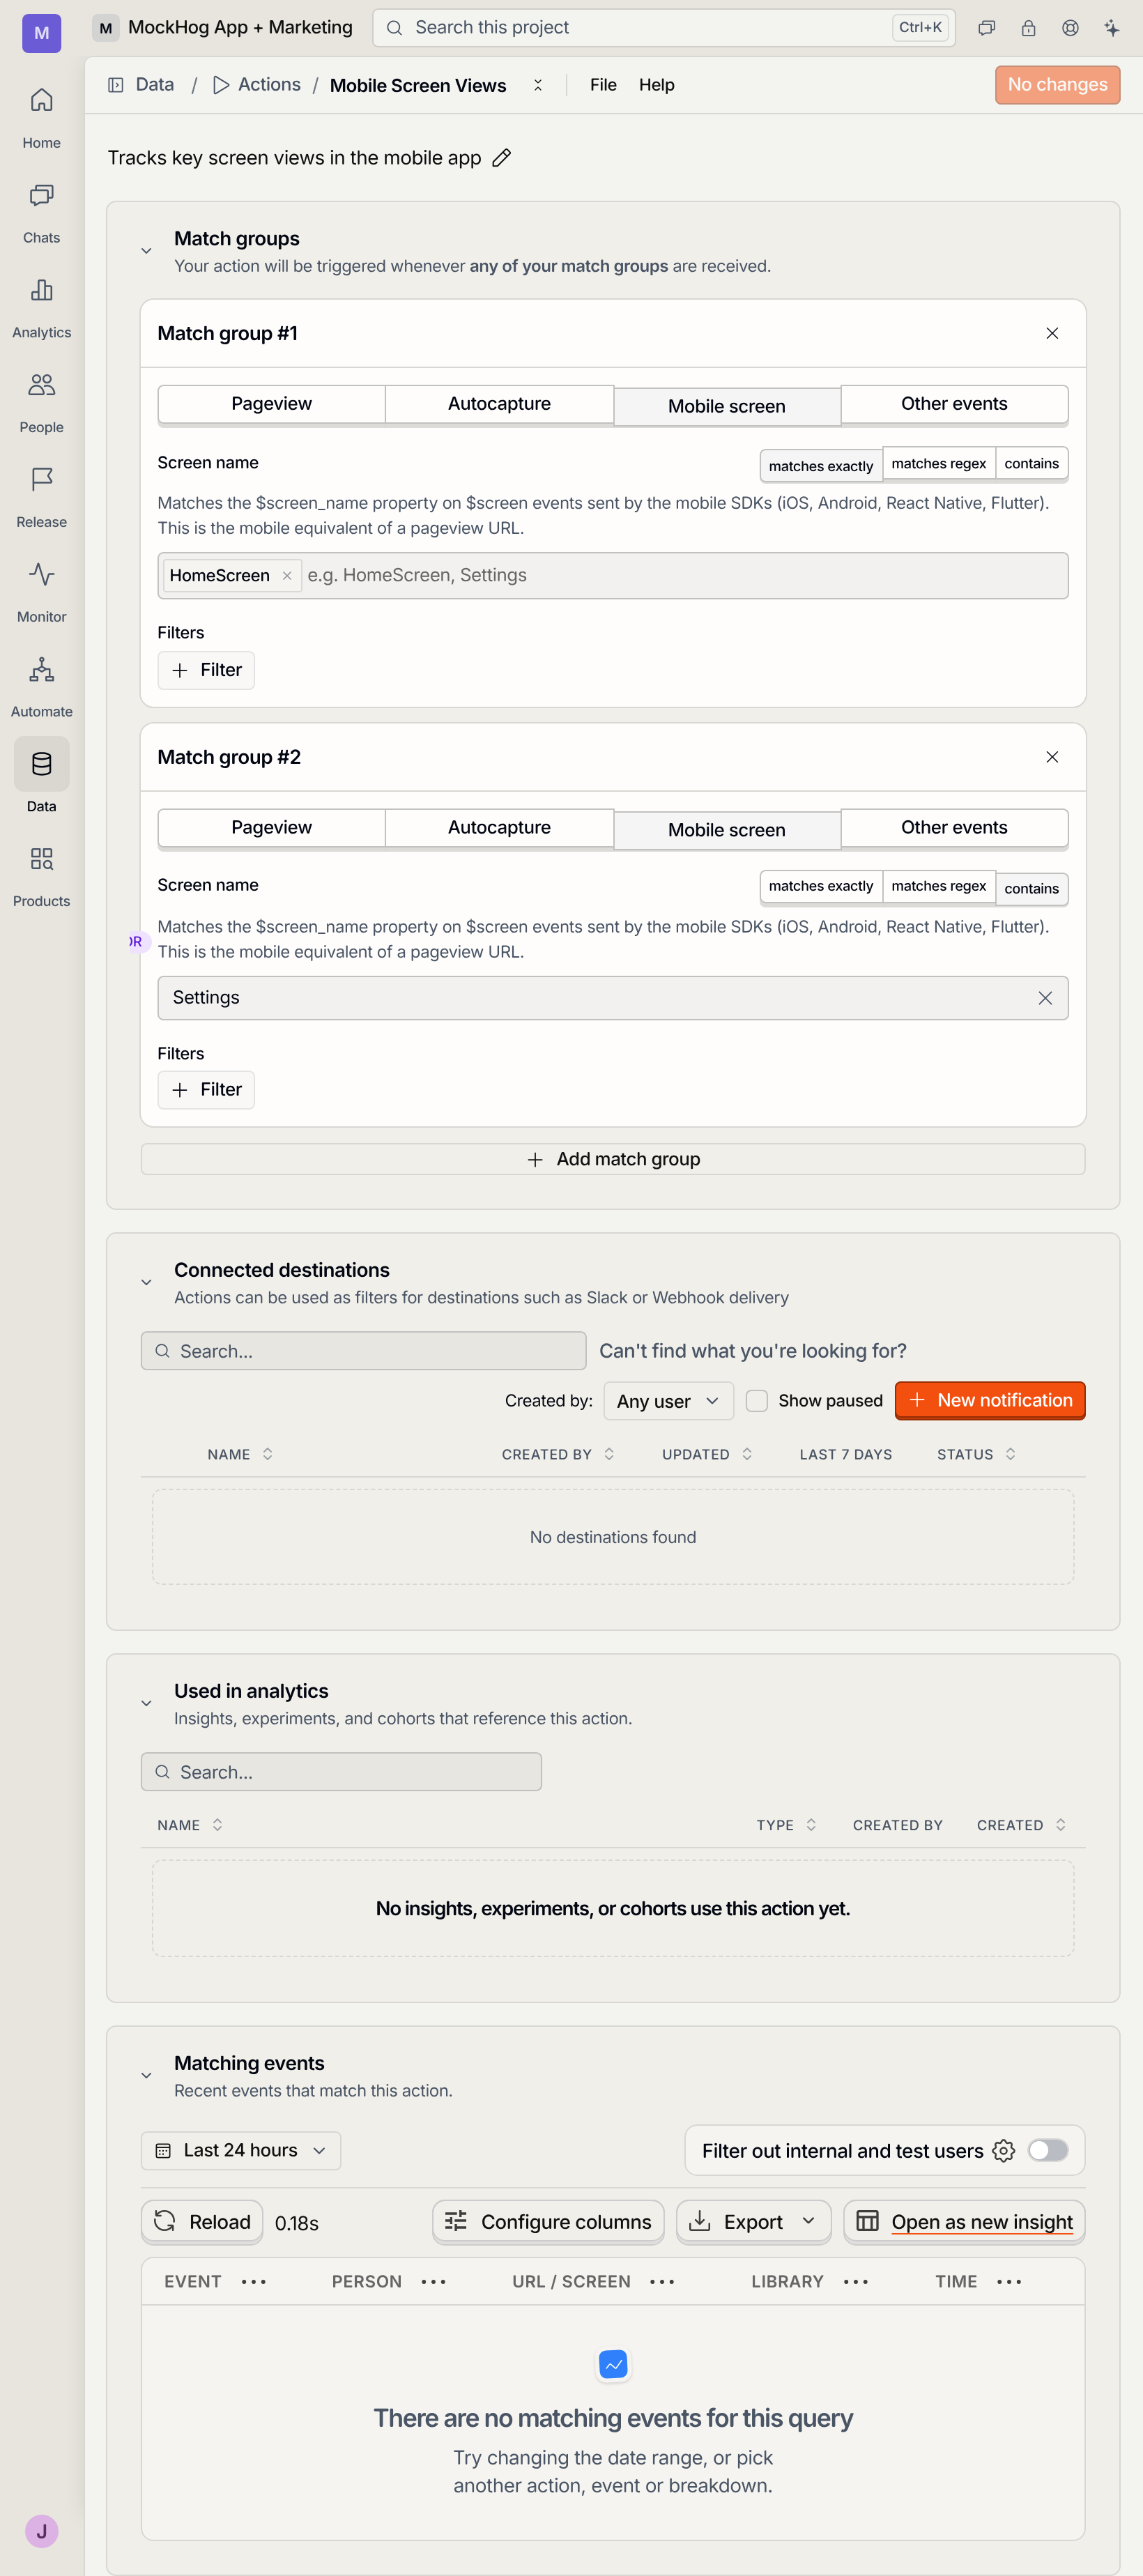 M
M MockHog App + Marketing
Search this project
Ctrl+K
Home
Chats
Analytics
People
Release
Monitor
Automate
Data
Products
J
Data / Actions / Mobile Screen Views
File
Help
No changes
Tracks key screen views in the mobile app
Match groups
Your action will be triggered whenever any of your match groups are received.
Match group #1
Pageview
Autocapture
Mobile screen
Other events
Screen name
matches exactly
matches regex
contains
Matches the $screen_name property on $screen events sent by the mobile SDKs (iOS, Android, React Native, Flutter).
This is the mobile equivalent of a pageview URL.
HomeScreen
e.g. HomeScreen, Settings
Filters
Filter
Match group #2
Pageview
Autocapture
Mobile screen
Other events
Screen name
matches exactly
matches regex
contains
Matches the $screen_name property on $screen events sent by the mobile SDKs (iOS, Android, React Native, Flutter).
This is the mobile equivalent of a pageview URL.
Settings
Filters
Filter
Add match group
Connected destinations
Actions can be used as filters for destinations such as Slack or Webhook delivery
Search...
Can't find what you're looking for?
Created by:
Any user
Show paused
New notification
NAME
CREATED BY
UPDATED
LAST 7 DAYS
STATUS
No destinations found
Used in analytics
Insights, experiments, and cohorts that reference this action.
Search...
NAME
TYPE
CREATED BY
CREATED
No insights, experiments, or cohorts use this action yet.
Matching events
Recent events that match this action.
Last 24 hours
Filter out internal and test users
Reload
0.18s
Configure columns
Export
Open as new insight
EVENT
PERSON
URL / SCREEN
LIBRARY
TIME
There are no matching events for this query
Try changing the date range, or pick
another action, event or breakdown.